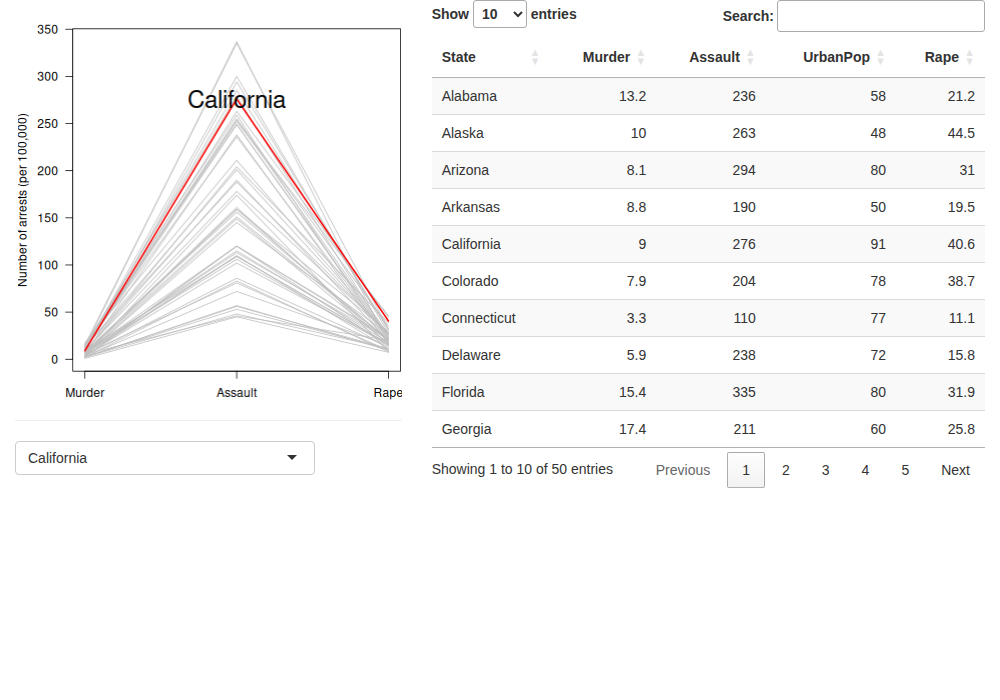 350
300
250
200
150
100
50
0
Number of arrests (per 100,000)
California
Murder Assault Rape
California
Show 10 entries Search:
State Murder Assault UrbanPop Rape
Alabama 13.2 236 58 21.2
Alaska 10 263 48 44.5
Arizona 8.1 294 80 31
Arkansas 8.8 190 50 19.5
California 9 276 91 40.6
Colorado 7.9 204 78 38.7
Connecticut 3.3 110 77 11.1
Delaware 5.9 238 72 15.8
Florida 15.4 335 80 31.9
Georgia 17.4 211 60 25.8
Showing 1 to 10 of 50 entries Previous 1 2 3 4 5 Next